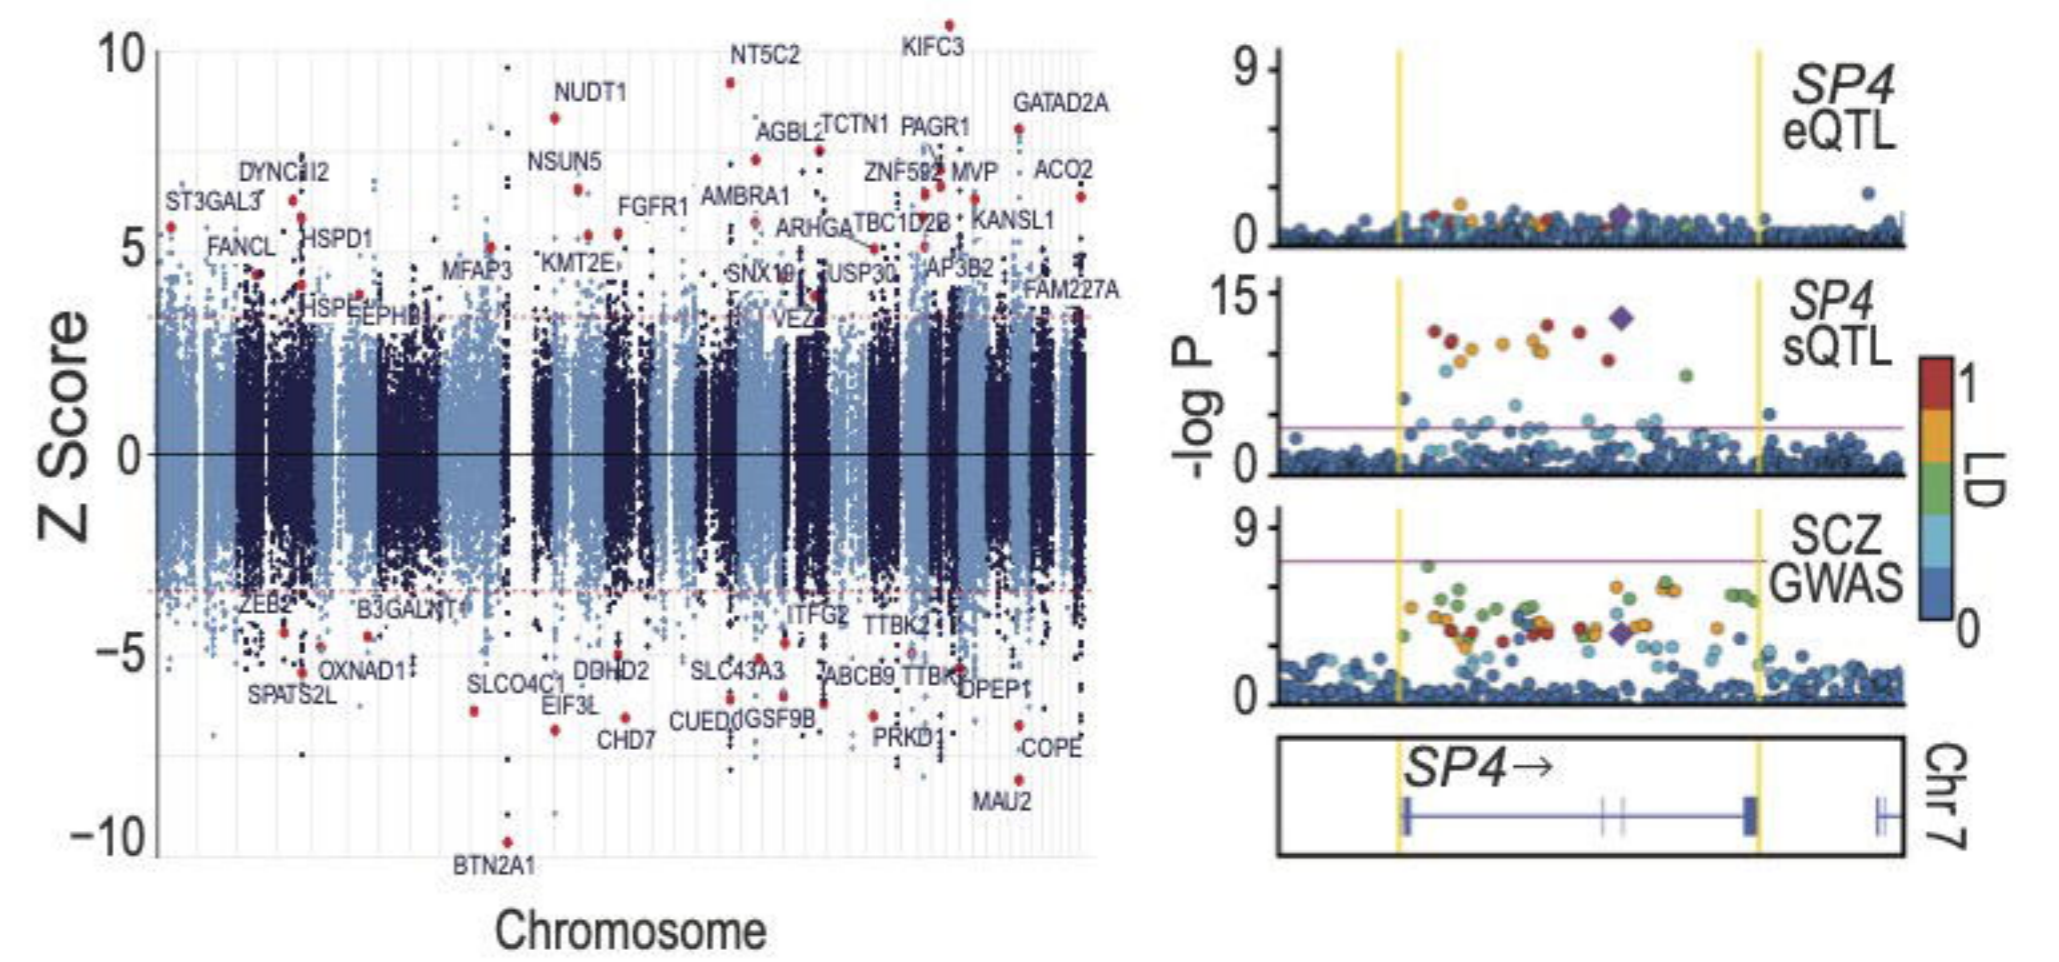 10
5
0
−5
−10
Z Score
Chromosome
KIFC3
NT5C2
NUDT1
GATAD2A
AGBL2
TCTN1
PAGR1
NSUN5
ZNF592
MVP
ACO2
ST3GAL3
FGFR1
AMBRA1
ARHGA
TBC1D2B
KANSL1
FANCL
HSPD1
MFAP3
KMT2E
SNX19
USP30
AP3B2
FAM227A
ZEB2
B3GALNT1
ITFG2
TTBK2
OXNAD1
SPATS2L
SLCO4C1
DDHD2
SLC43A3
ABCB9
DPEP1
EIF3L
CHD7
IGSF9B
PRKD1
COPE
MAU2
BTN2A1
9
0
SP4
eQTL
15
0
SP4
sQTL
-log P
9
0
SCZ
GWAS
1
0
LD
SP4→
Chr 7